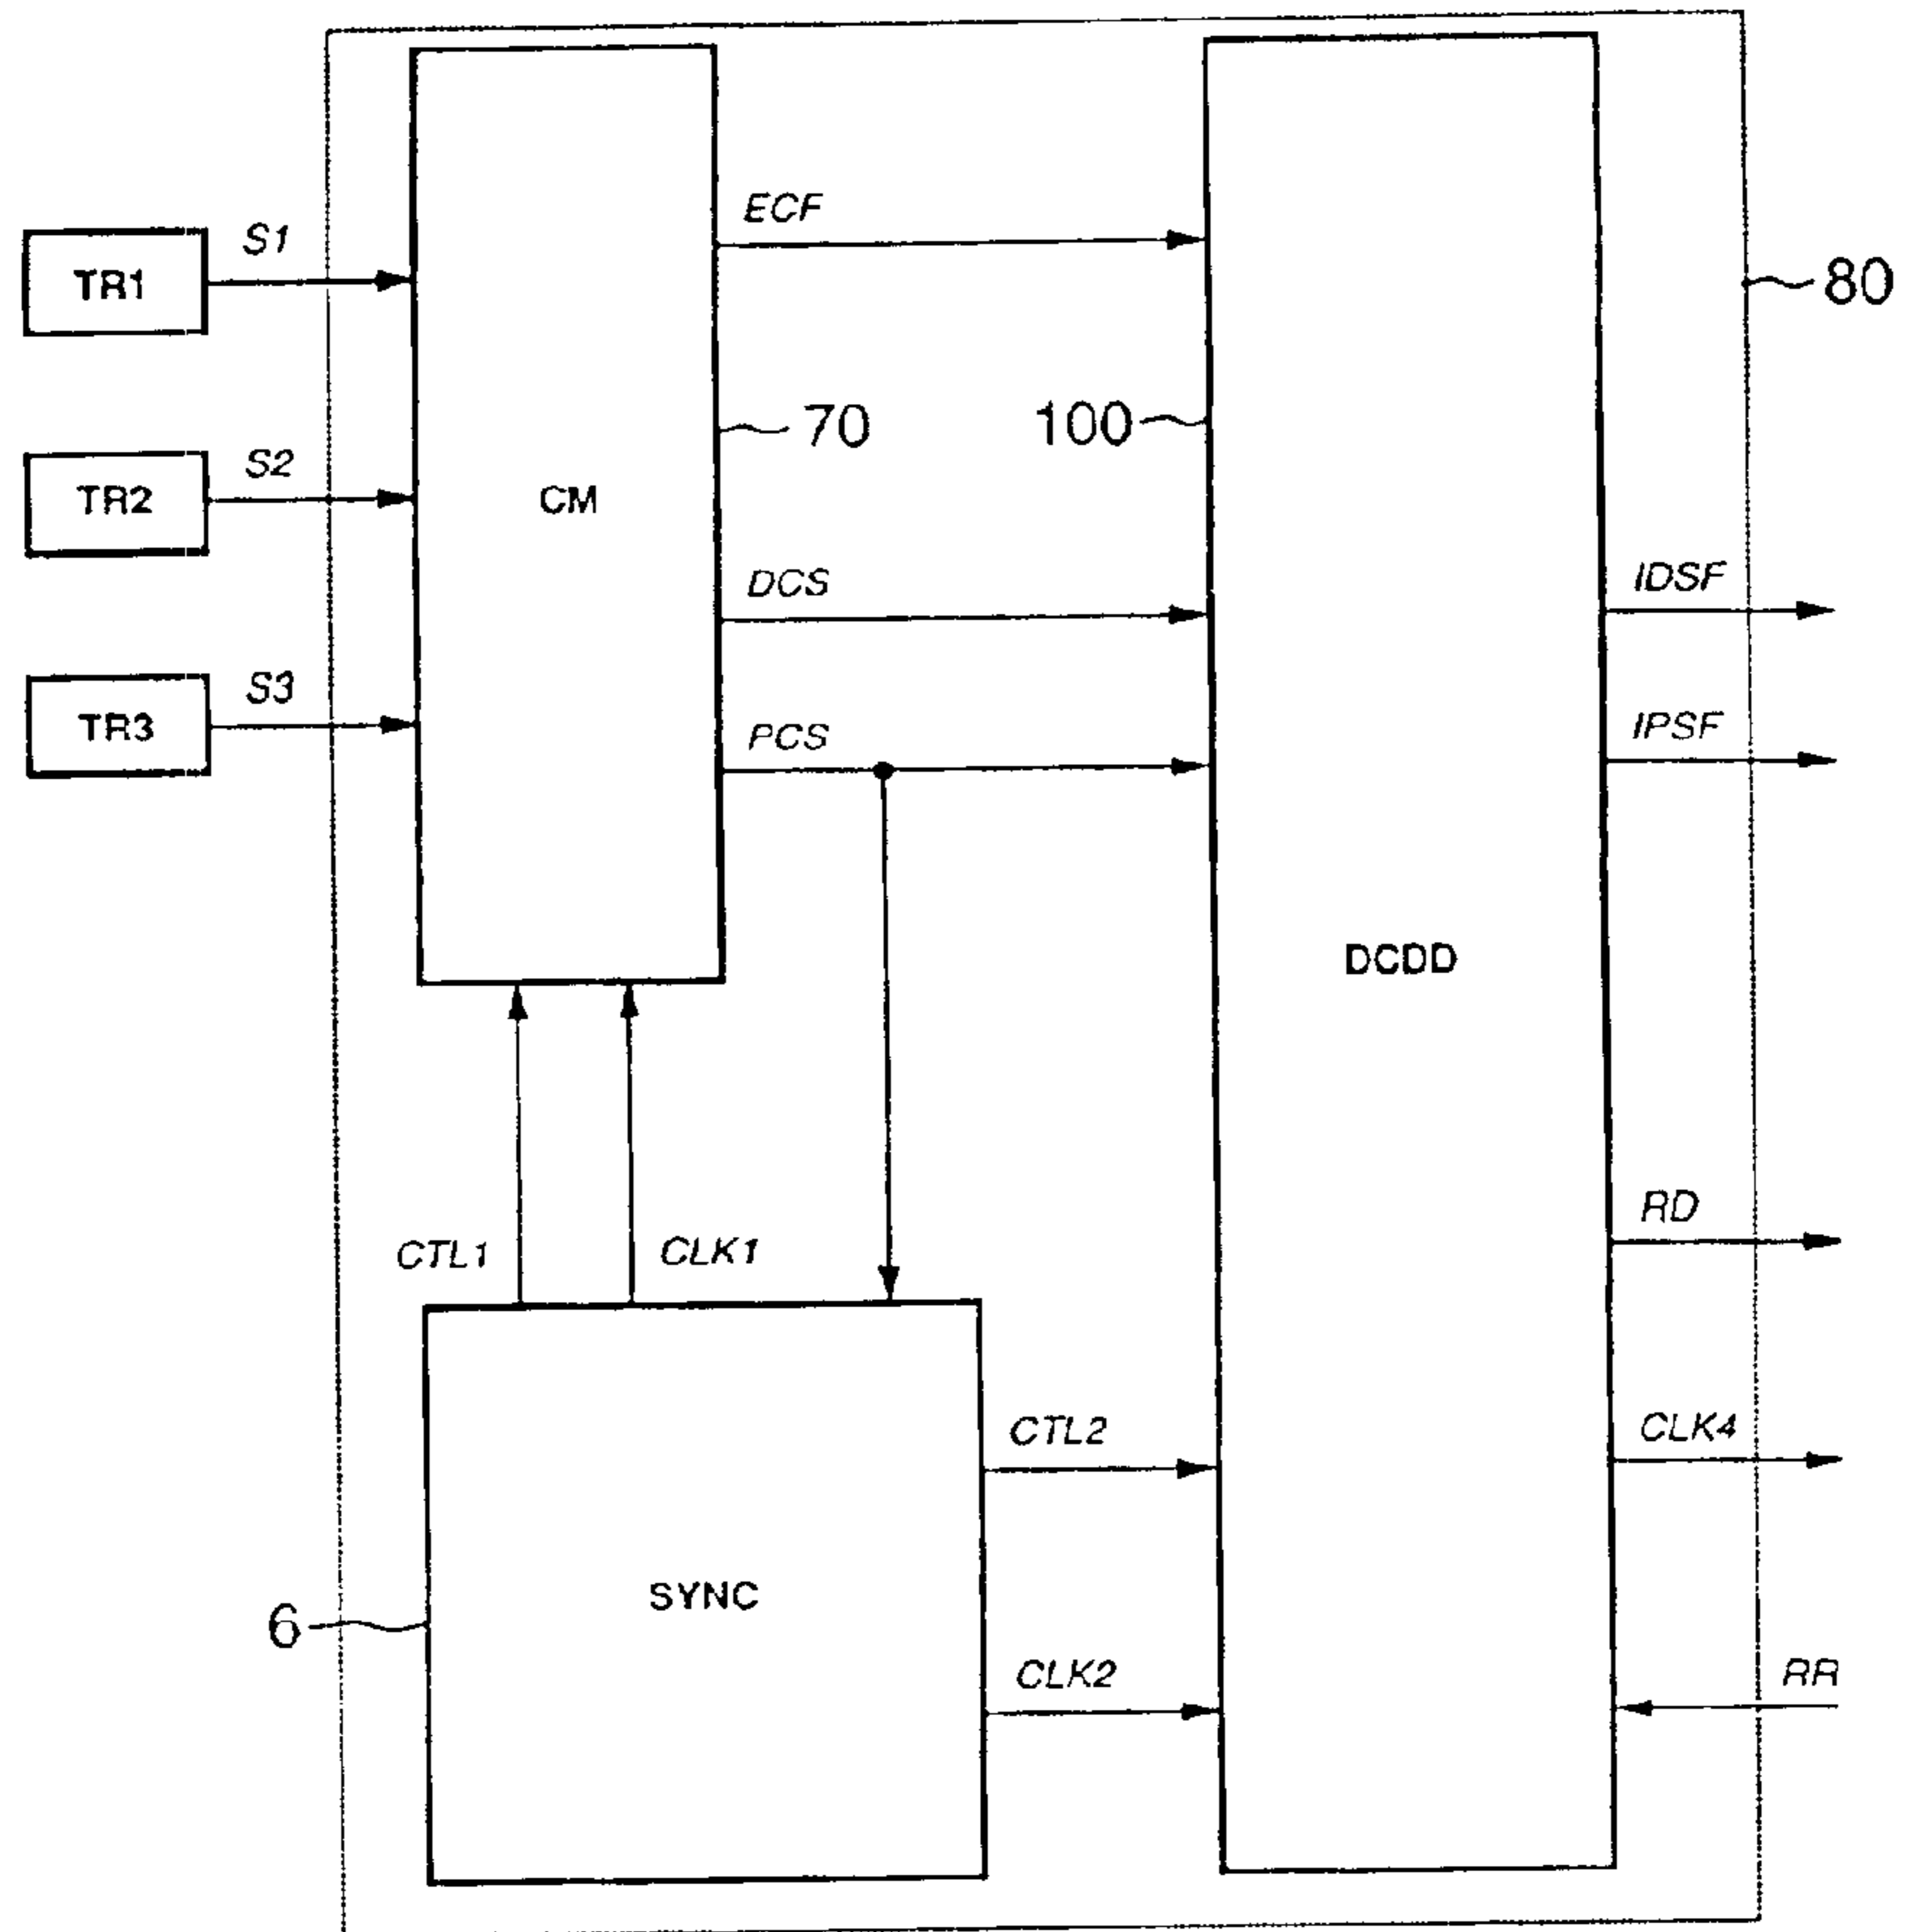 ECF
S1
TR1
80
70
100
S2
TR2
CM
DCS
IDSF
S3
TR3
PCS
IPSF
DCDD
RD
CTL1
CLK1
CTL2
CLK4
SYNC
6
CLK2
RR